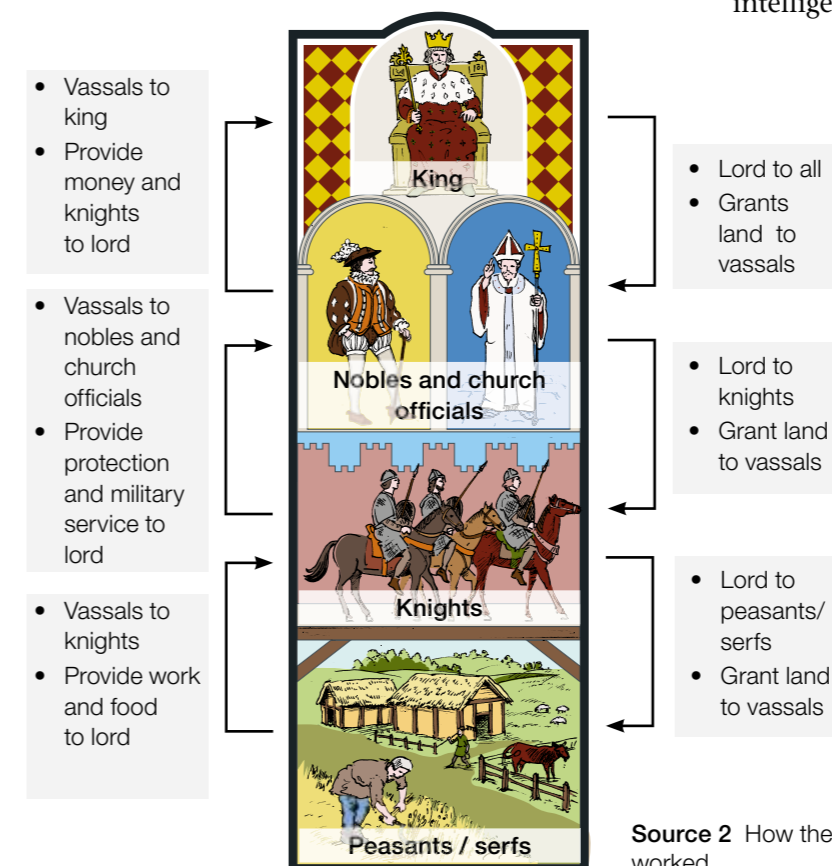 intellige
• Vassals to
king
• Provide
money and
knights
to lord
King
• Lord to all
• Grants
land to
vassals
• Vassals to
nobles and
church
officials
• Provide
protection
and military
service to
lord
Nobles and church
officials
• Lord to
knights
• Grant land
to vassals
• Vassals to
knights
• Provide work
and food
to lord
Knights
• Lord to
peasants/
serfs
• Grant land
to vassals
Peasants / serfs
Source 2 How the
worked